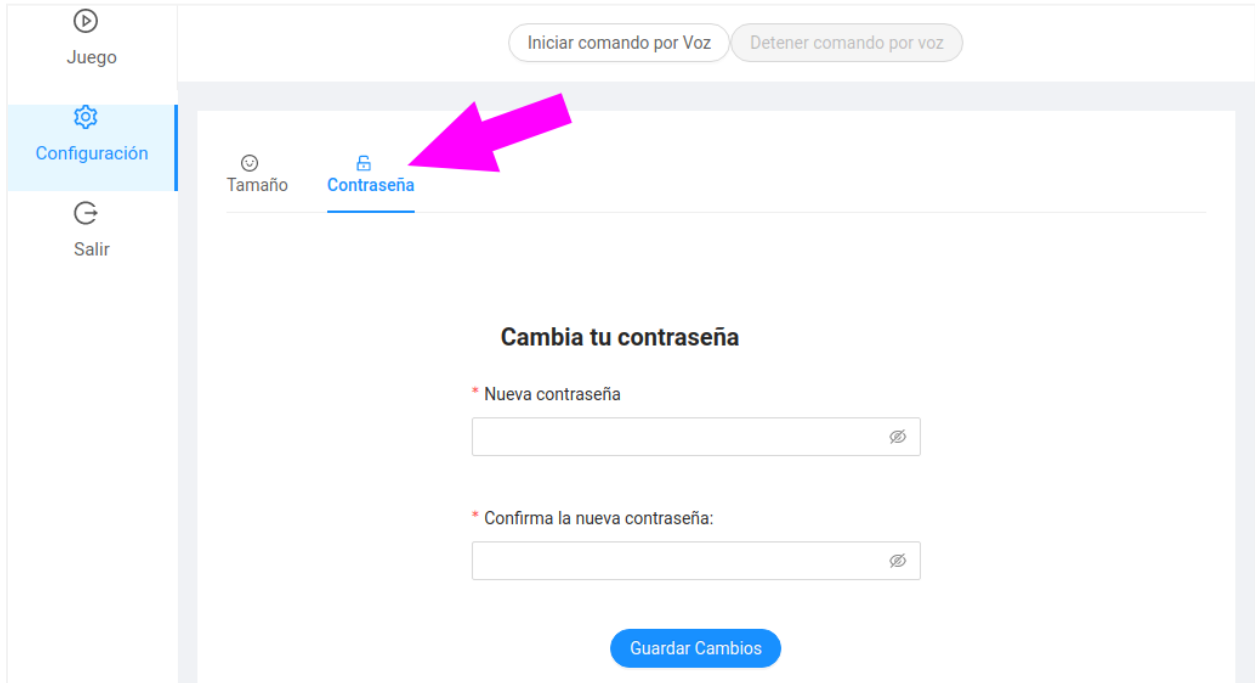 Juego
Iniciar comando por Voz
Detener comando por voz
Configuración
Tamaño
Contraseña
Salir
Cambia tu contraseña
* Nueva contraseña
* Confirma la nueva contraseña:
Guardar Cambios